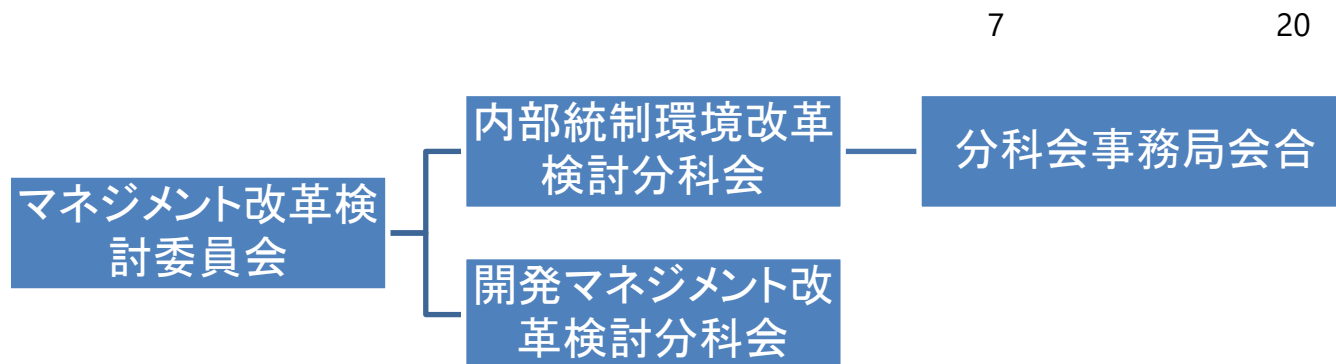 7 20
マネジメント改革検
討委員会
内部統制環境改革
検討分科会
分科会事務局会合
開発マネジメント改
革検討分科会